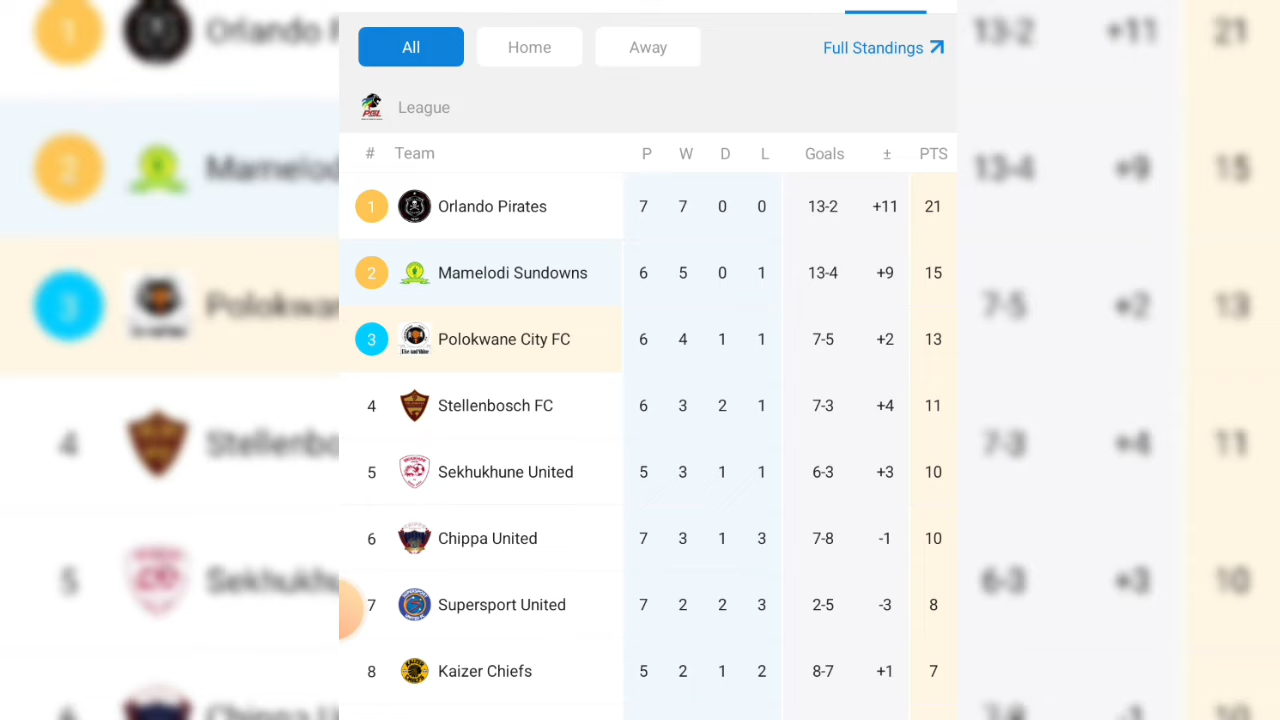 All Home Away Full Standings
League
# Team P W D L Goals ± PTS
1 Orlando Pirates 7 7 0 0 13-2 +11 21
2 Mamelodi Sundowns 6 5 0 1 13-4 +9 15
3 Polokwane City FC 6 4 1 1 7-5 +2 13
4 Stellenbosch FC 6 3 2 1 7-3 +4 11
5 Sekhukhune United 5 3 1 1 6-3 +3 10
6 Chippa United 7 3 1 3 7-8 -1 10
7 Supersport United 7 2 2 3 2-5 -3 8
8 Kaizer Chiefs 5 2 1 2 8-7 +1 7